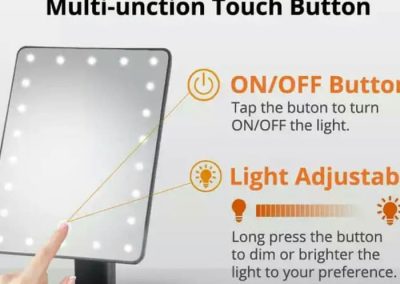 Multi-unction Touch Button
ON/OFF Button
Tap the buton to turn
ON/OFF the light.
Light Adjustab
Long press the button
to dim or brighter the
light to your preference.